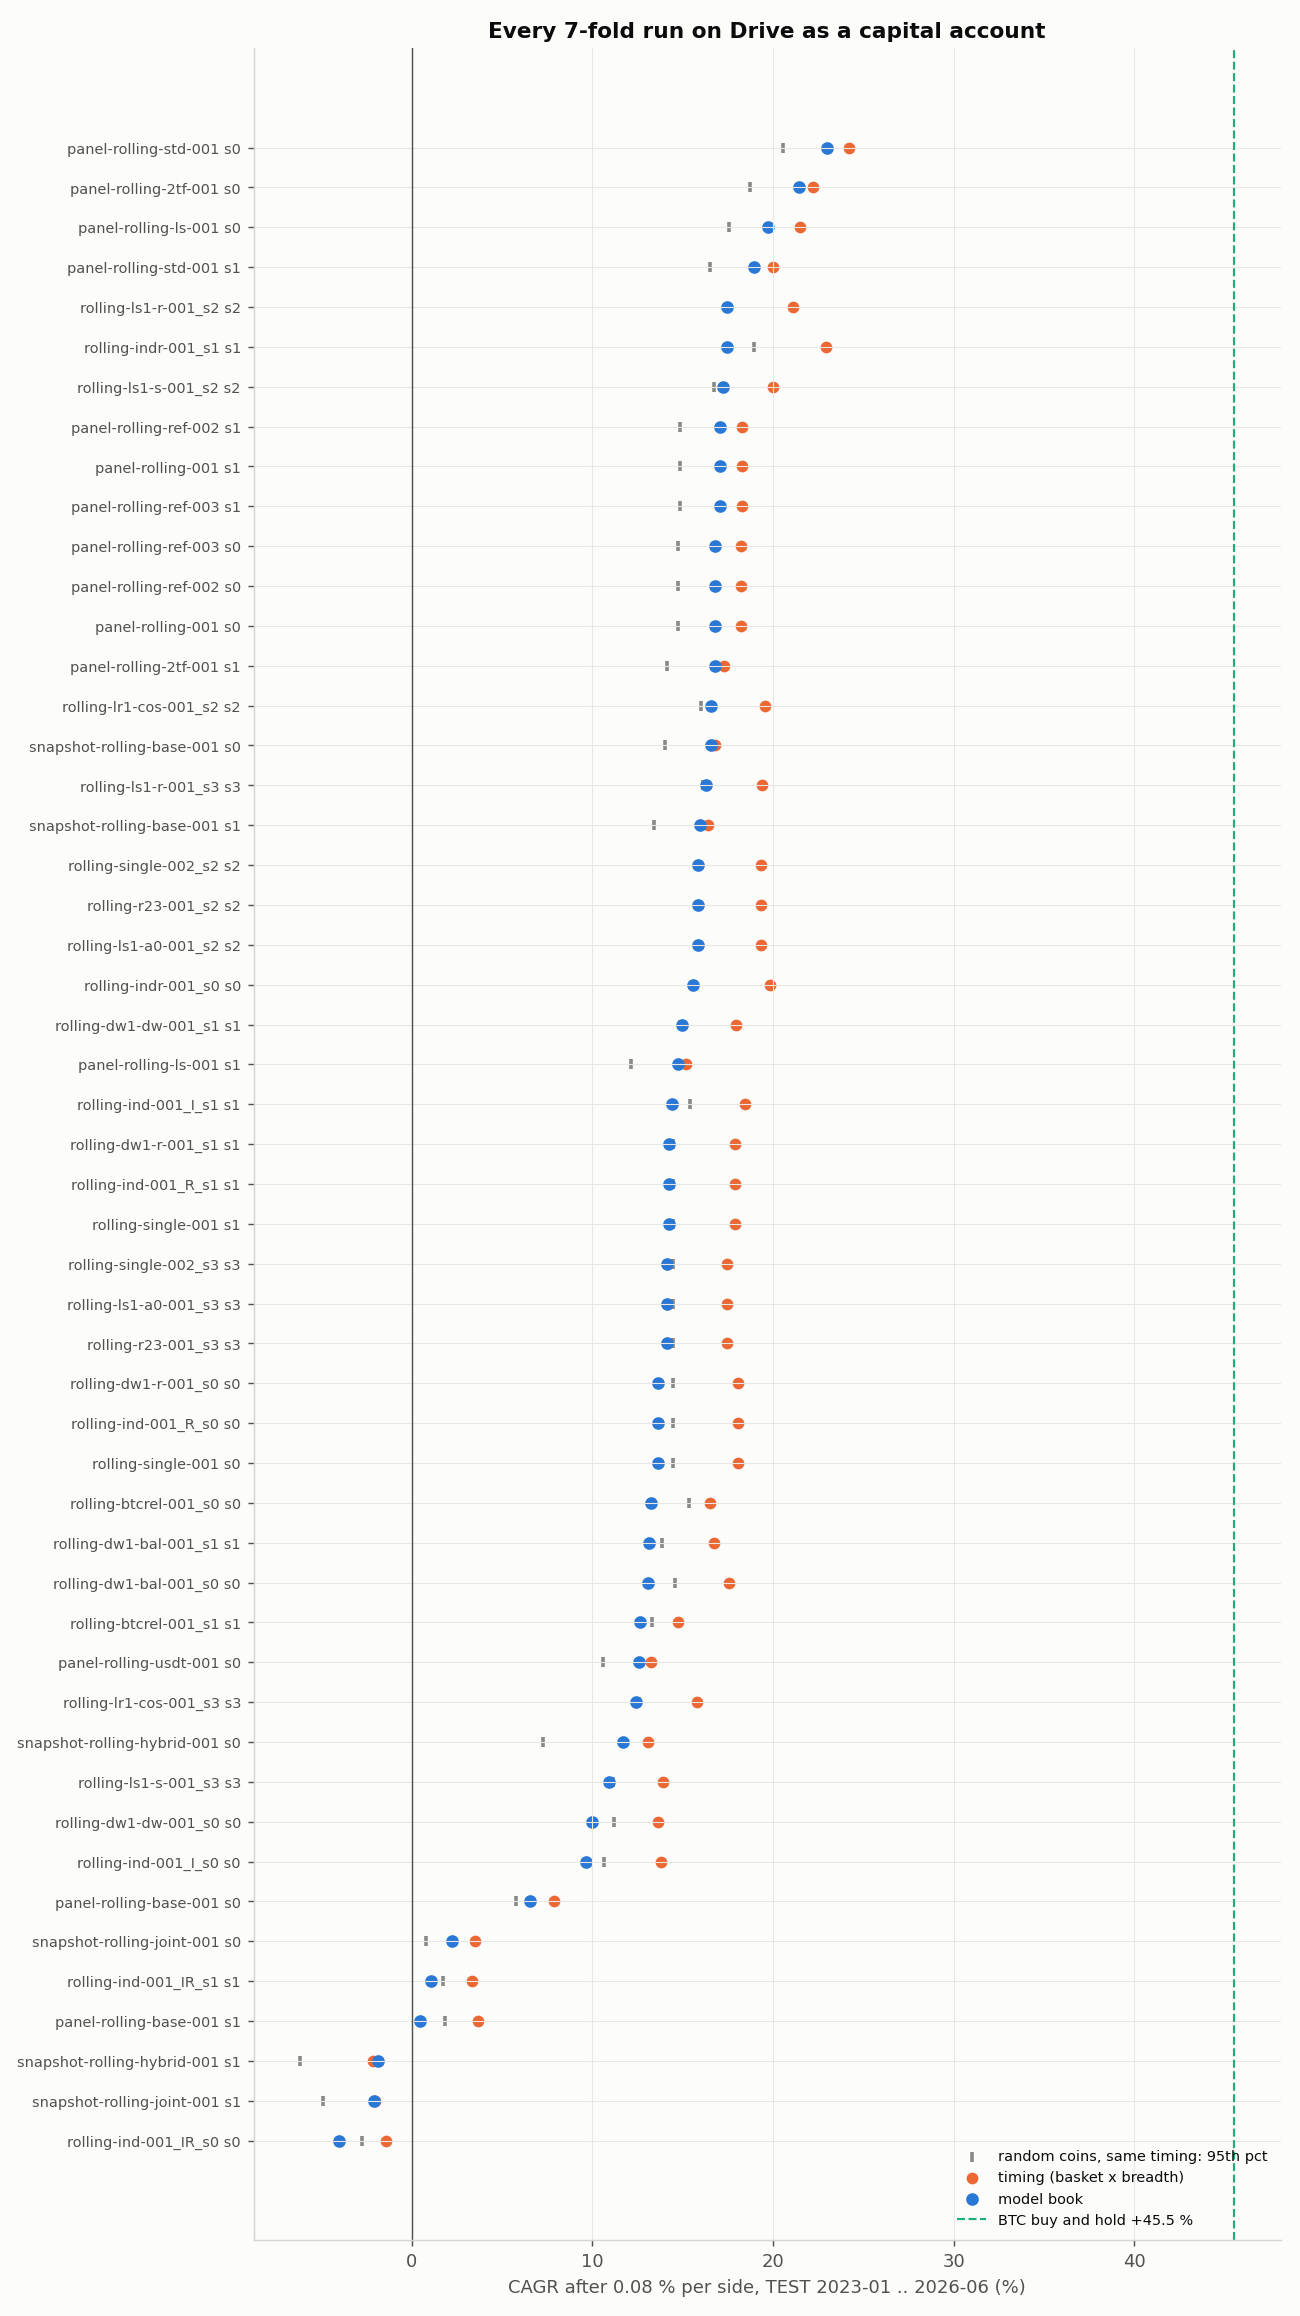 Every 7-fold run on Drive as a capital account
panel-rolling-std-001 s0
panel-rolling-2tf-001 s0
panel-rolling-ls-001 s0
panel-rolling-std-001 s1
rolling-ls1-r-001_s2 s2
rolling-indr-001_s1 s1
rolling-ls1-s-001_s2 s2
panel-rolling-ref-002 s1
panel-rolling-001 s1
panel-rolling-ref-003 s1
panel-rolling-ref-003 s0
panel-rolling-ref-002 s0
panel-rolling-001 s0
panel-rolling-2tf-001 s1
rolling-lr1-cos-001_s2 s2
snapshot-rolling-base-001 s0
rolling-ls1-r-001_s3 s3
snapshot-rolling-base-001 s1
rolling-single-002_s2 s2
rolling-r23-001_s2 s2
rolling-ls1-a0-001_s2 s2
rolling-indr-001_s0 s0
rolling-dw1-dw-001_s1 s1
panel-rolling-ls-001 s1
rolling-ind-001_I_s1 s1
rolling-dw1-r-001_s1 s1
rolling-ind-001_R_s1 s1
rolling-single-001 s1
rolling-single-002_s3 s3
rolling-ls1-a0-001_s3 s3
rolling-r23-001_s3 s3
rolling-dw1-r-001_s0 s0
rolling-ind-001_R_s0 s0
rolling-single-001 s0
rolling-btcrel-001_s0 s0
rolling-dw1-bal-001_s1 s1
rolling-dw1-bal-001_s0 s0
rolling-btcrel-001_s1 s1
panel-rolling-usdt-001 s0
rolling-lr1-cos-001_s3 s3
snapshot-rolling-hybrid-001 s0
rolling-ls1-s-001_s3 s3
rolling-dw1-dw-001_s0 s0
rolling-ind-001_I_s0 s0
panel-rolling-base-001 s0
snapshot-rolling-joint-001 s0
rolling-ind-001_IR_s1 s1
panel-rolling-base-001 s1
snapshot-rolling-hybrid-001 s1
snapshot-rolling-joint-001 s1
rolling-ind-001_IR_s0 s0
random coins, same timing: 95th pct
timing (basket x breadth)
model book
BTC buy and hold +45.5 %
0 10 20 30 40
CAGR after 0.08 % per side, TEST 2023-01 .. 2026-06 (%)